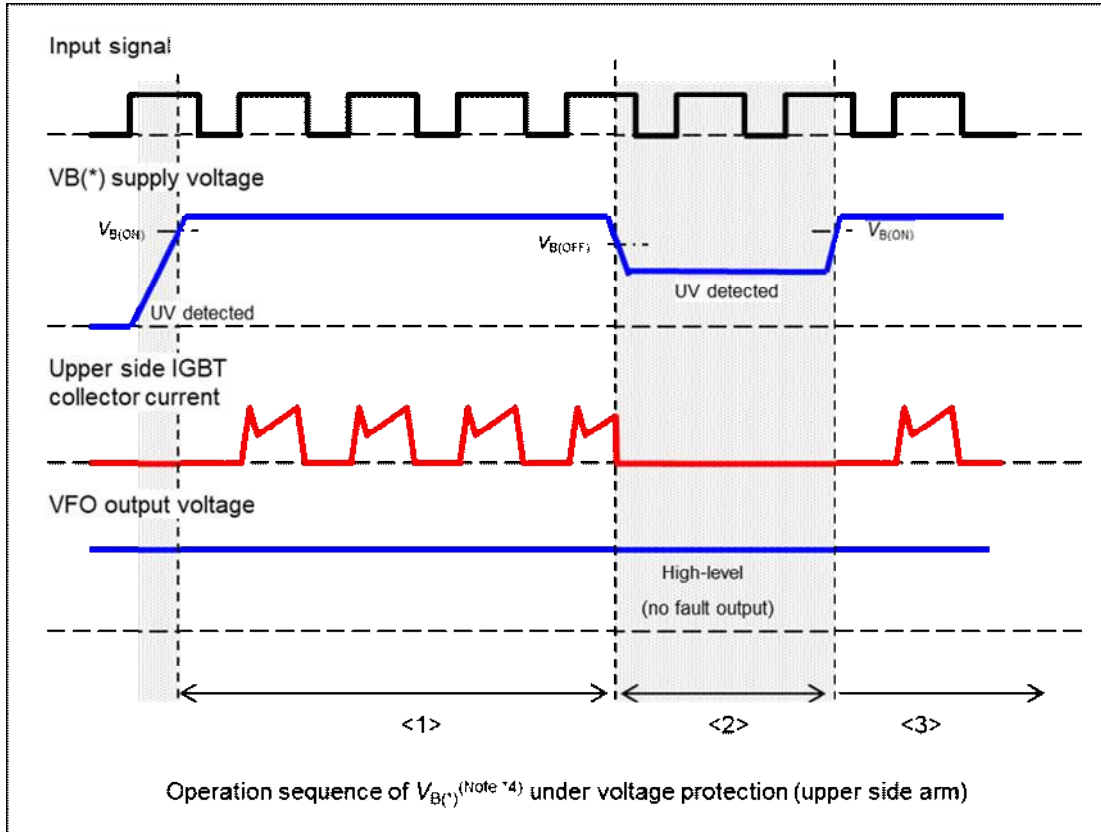 Input signal
VB(*) supply voltage
VB(ON)
VB(OFF)
VB(ON)
UV detected
UV detected
Upper side IGBT
collector current
VFO output voltage
High-level
(no fault output)
<1>
<2>
<3>
Operation sequence of VB(*)(Note *4) under voltage protection (upper side arm)